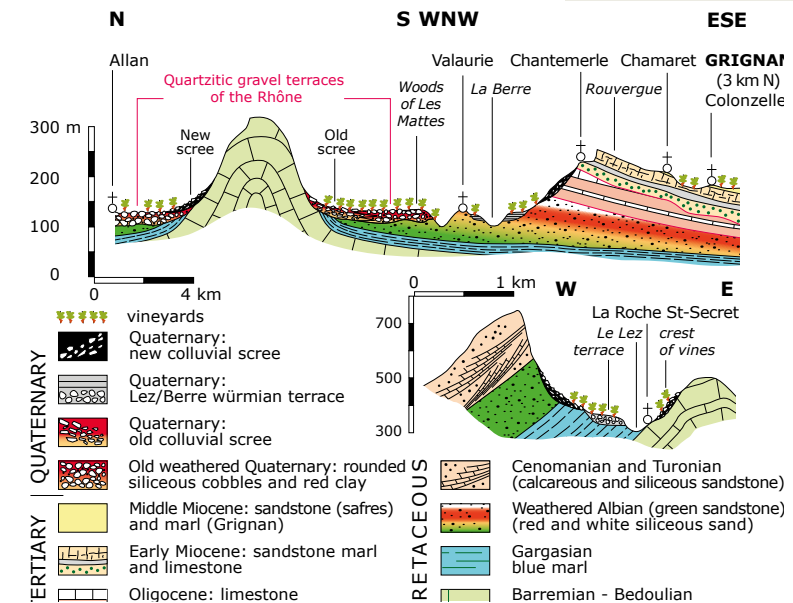 N
S WNW
ESE
Allan
Valaurie
Chantemerle
Chamaret
GRIGNAN
(3 km N)
Colonzelle
Quartzitic gravel terraces
of the Rhône
Woods
of Les
Mattes
La Berre
Rouvergue
New
scree
Old
scree
300 m
200
100
0
0
4 km
0
1 km
W
E
La Roche St-Secret
Le Lez
terrace
crest
of vines
700
500
300
vineyards
QUATERNARY
Quaternary:
new colluvial scree
Quaternary:
Lez/Berre würmian terrace
Quaternary:
old colluvial scree
Old weathered Quaternary: rounded
siliceous cobbles and red clay
TERTIARY
Middle Miocene: sandstone (safres)
and marl (Grignan)
Early Miocene: sandstone marl
and limestone
Oligocene: limestone
RETACEOUS
Cenomanian and Turonian
(calcareous and siliceous sandstone)
Weathered Albian (green sandstone)
(red and white siliceous sand)
Gargasian
blue marl
Barremian - Bedoulian